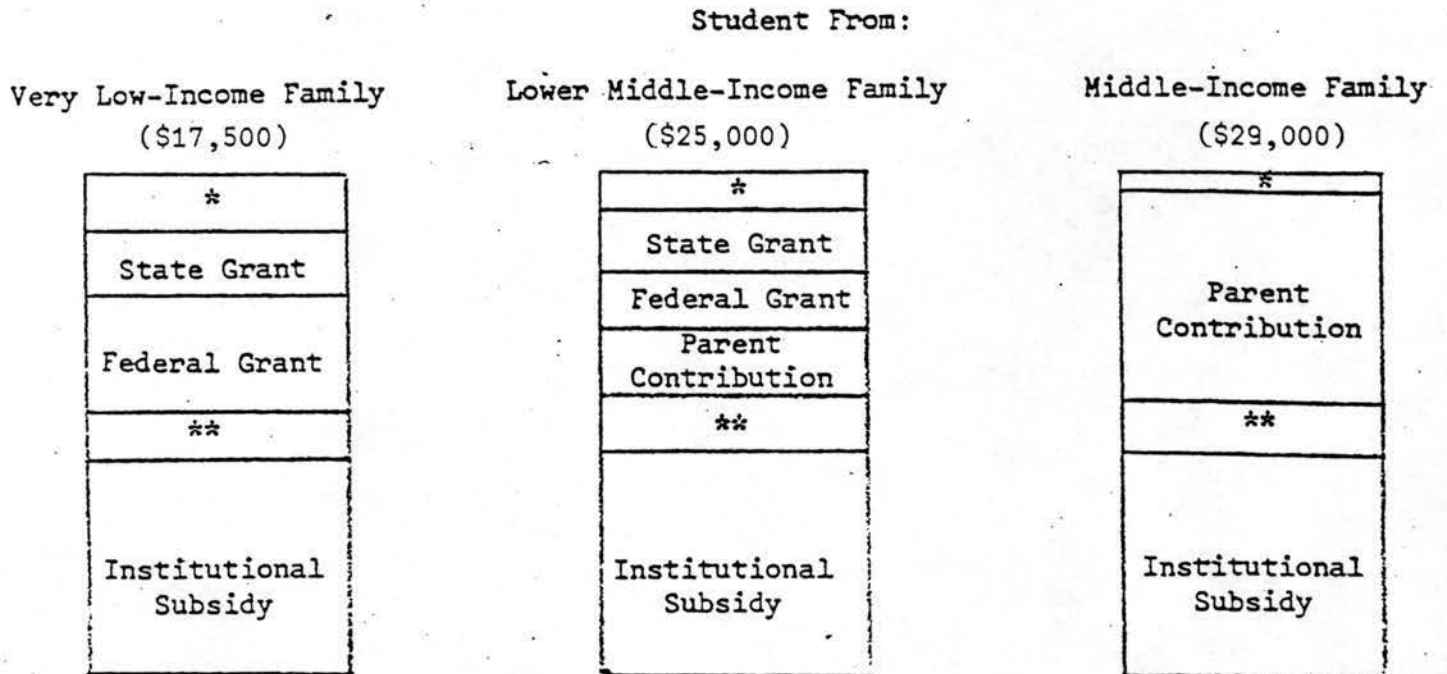 Student From:
Very Low-Income Family
($17,500)
*
State Grant
Federal Grant
**
Institutional
Subsidy
Lower Middle-Income Family
($25,000)
*
State Grant
Federal Grant
Parent
Contribution
**
Institutional
Subsidy
Middle-Income Family
($29,000)
*
Parent
Contribution
**
Institutional
Subsidy